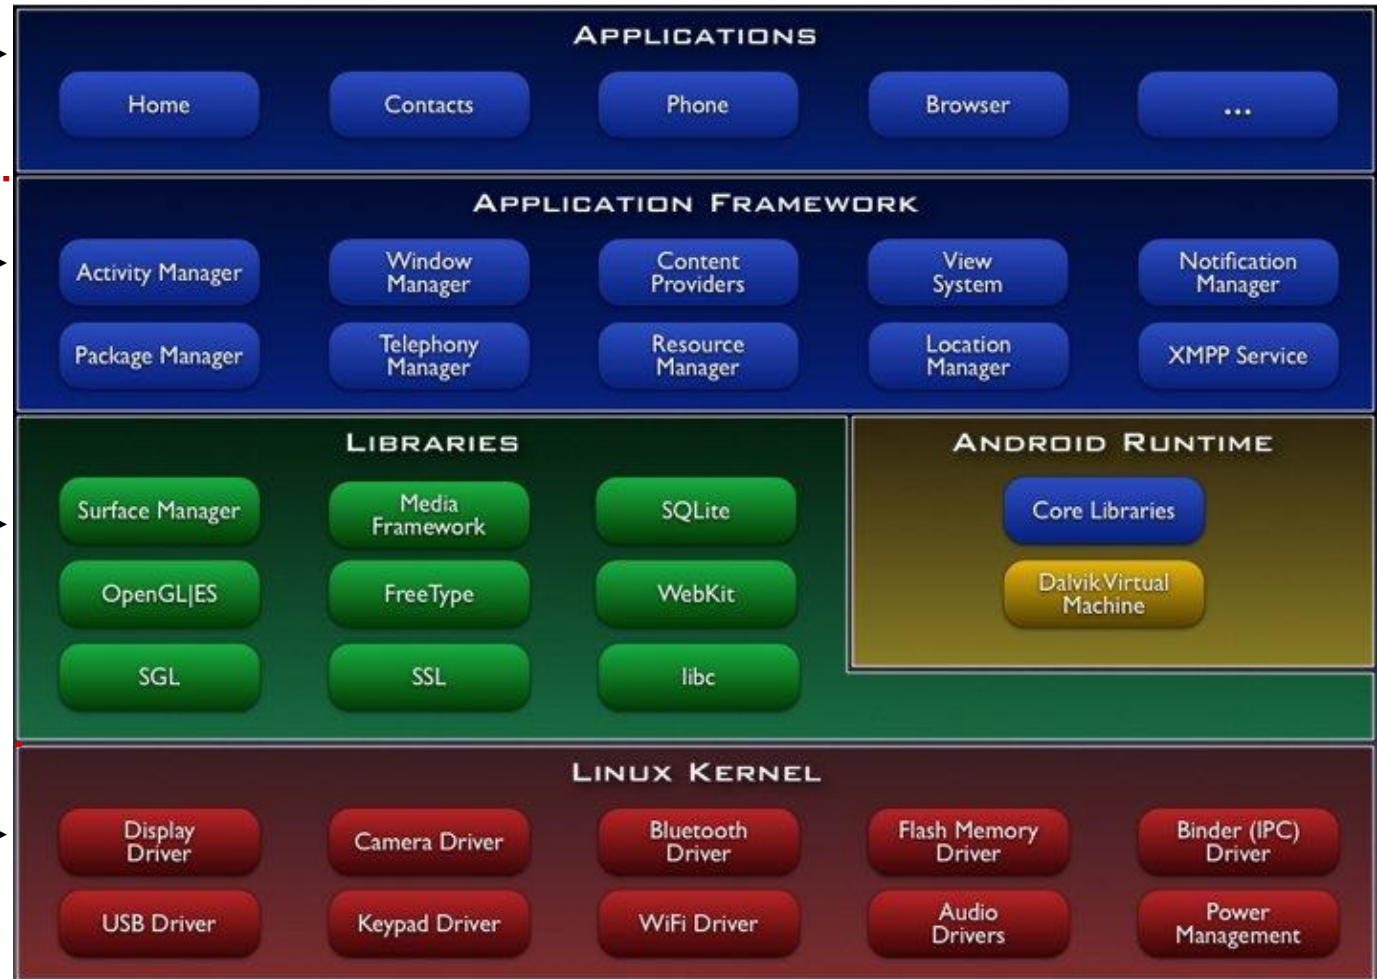 APPLICATIONS
Home
Contacts
Phone
Browser
...
APPLICATION FRAMEWORK
Activity Manager
Window
Manager
Content
Providers
View
System
Notification
Manager
Package Manager
Telephony
Manager
Resource
Manager
Location
Manager
XMPP Service
LIBRARIES
Surface Manager
Media
Framework
SQLite
OpenGL|ES
FreeType
WebKit
SGL
SSL
libc
ANDROID RUNTIME
Core Libraries
Dalvik Virtual
Machine
LINUX KERNEL
Display
Driver
Camera Driver
Bluetooth
Driver
Flash Memory
Driver
Binder (IPC)
Driver
USB Driver
Keypad Driver
WiFi Driver
Audio
Drivers
Power
Management